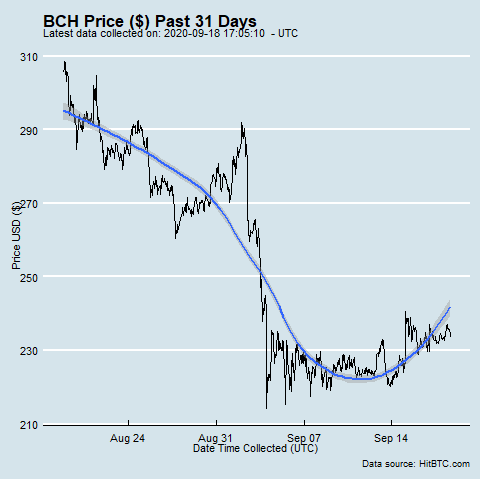 BCH Price ($) Past 31 Days
Latest data collected on: 2020-09-18 17:05:10 - UTC
310
290
270
250
230
210
Price USD ($)
Aug 24 Aug 31 Sep 07 Sep 14
Date Time Collected (UTC)
Data source: HitBTC.com